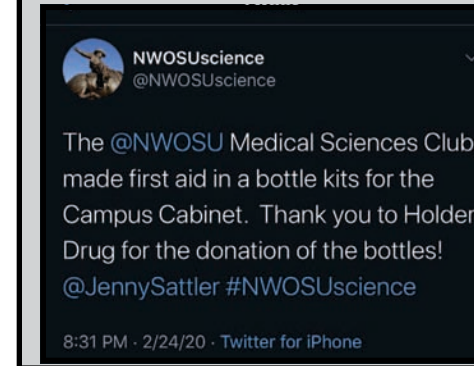 NWOSUscience
@NWOSUscience
The @NWOSU Medical Sciences Club
made first aid in a bottle kits for the
Campus Cabinet. Thank you to Holder
Drug for the donation of the bottles!
@JennySattler #NWOSUscience
8:31 PM · 2/24/20 · Twitter for iPhone